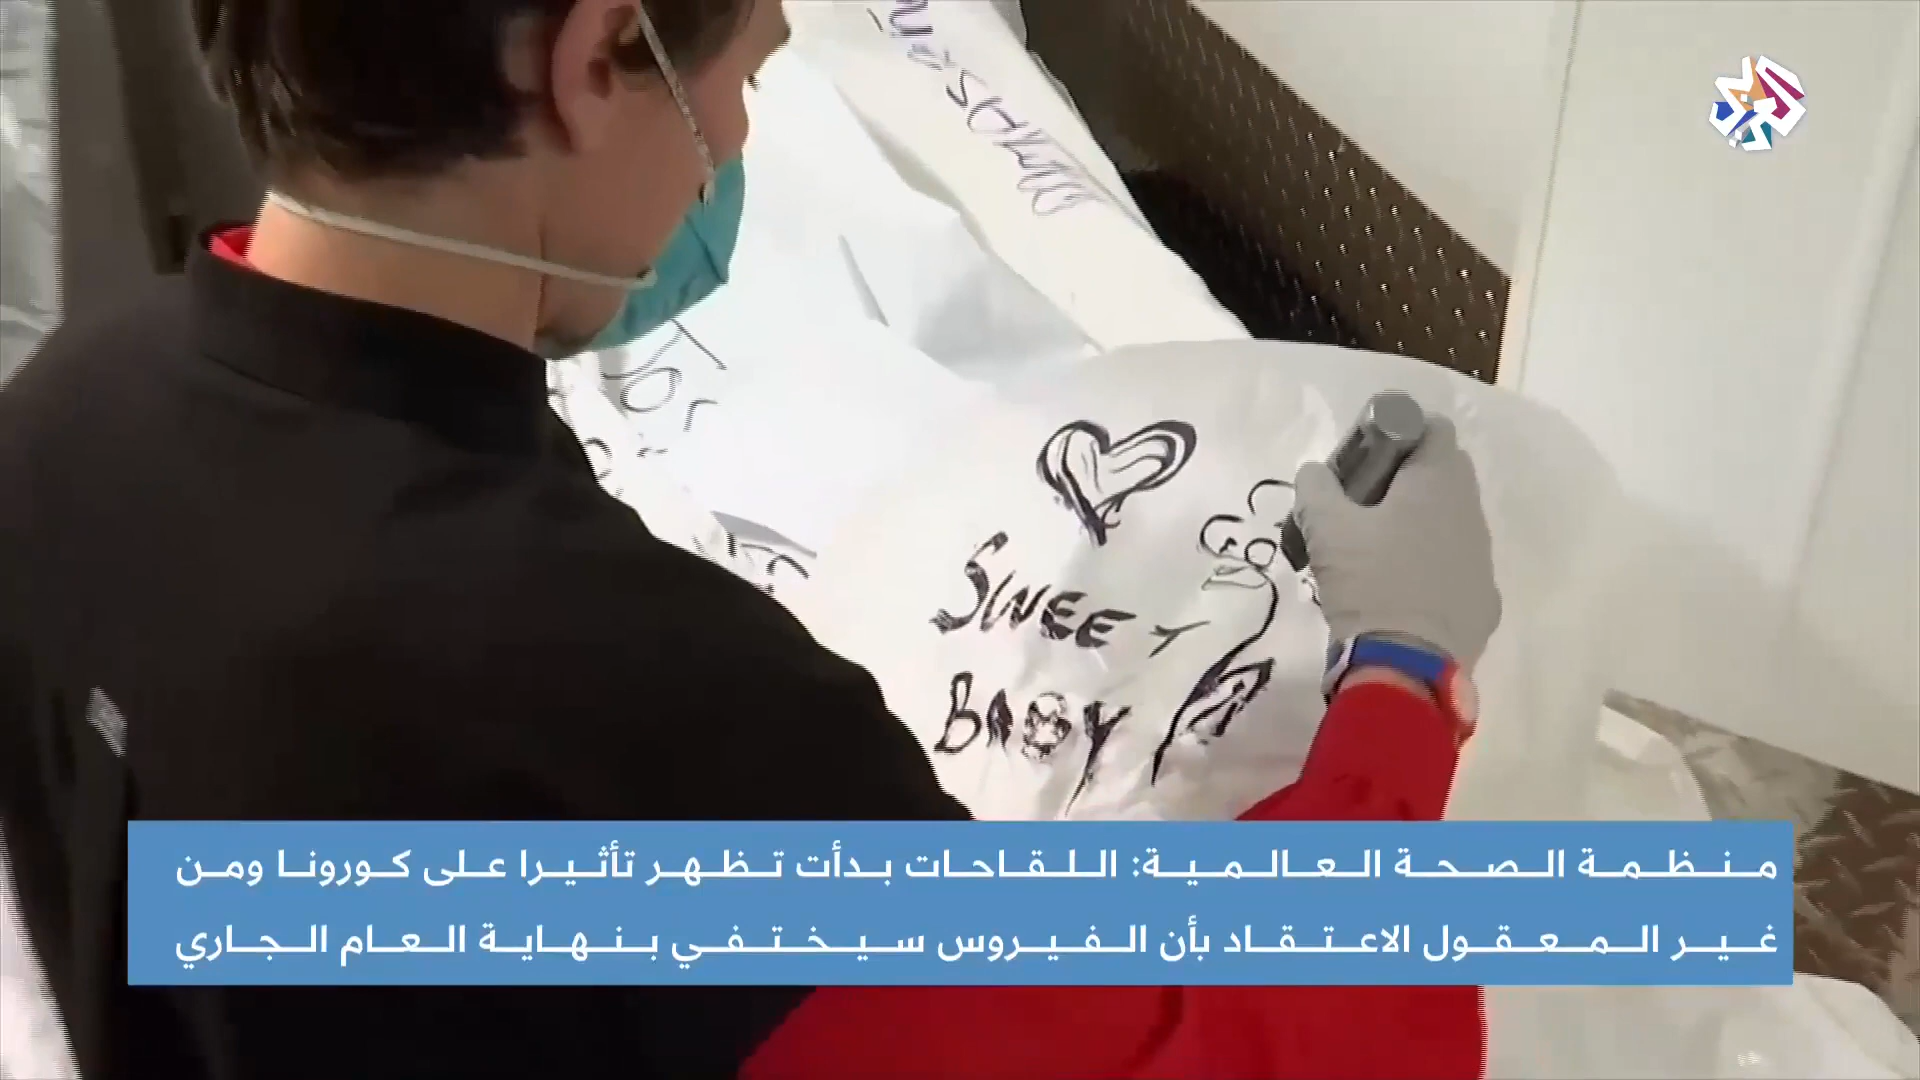 SWEET
BABY
منظمة الصحة العالمية: اللقاحات بدأت تظهر تأثيرا على كورونا ومن
غير المعقول الاعتقاد بأن الفيروس سيختفي بنهاية العام الجاري